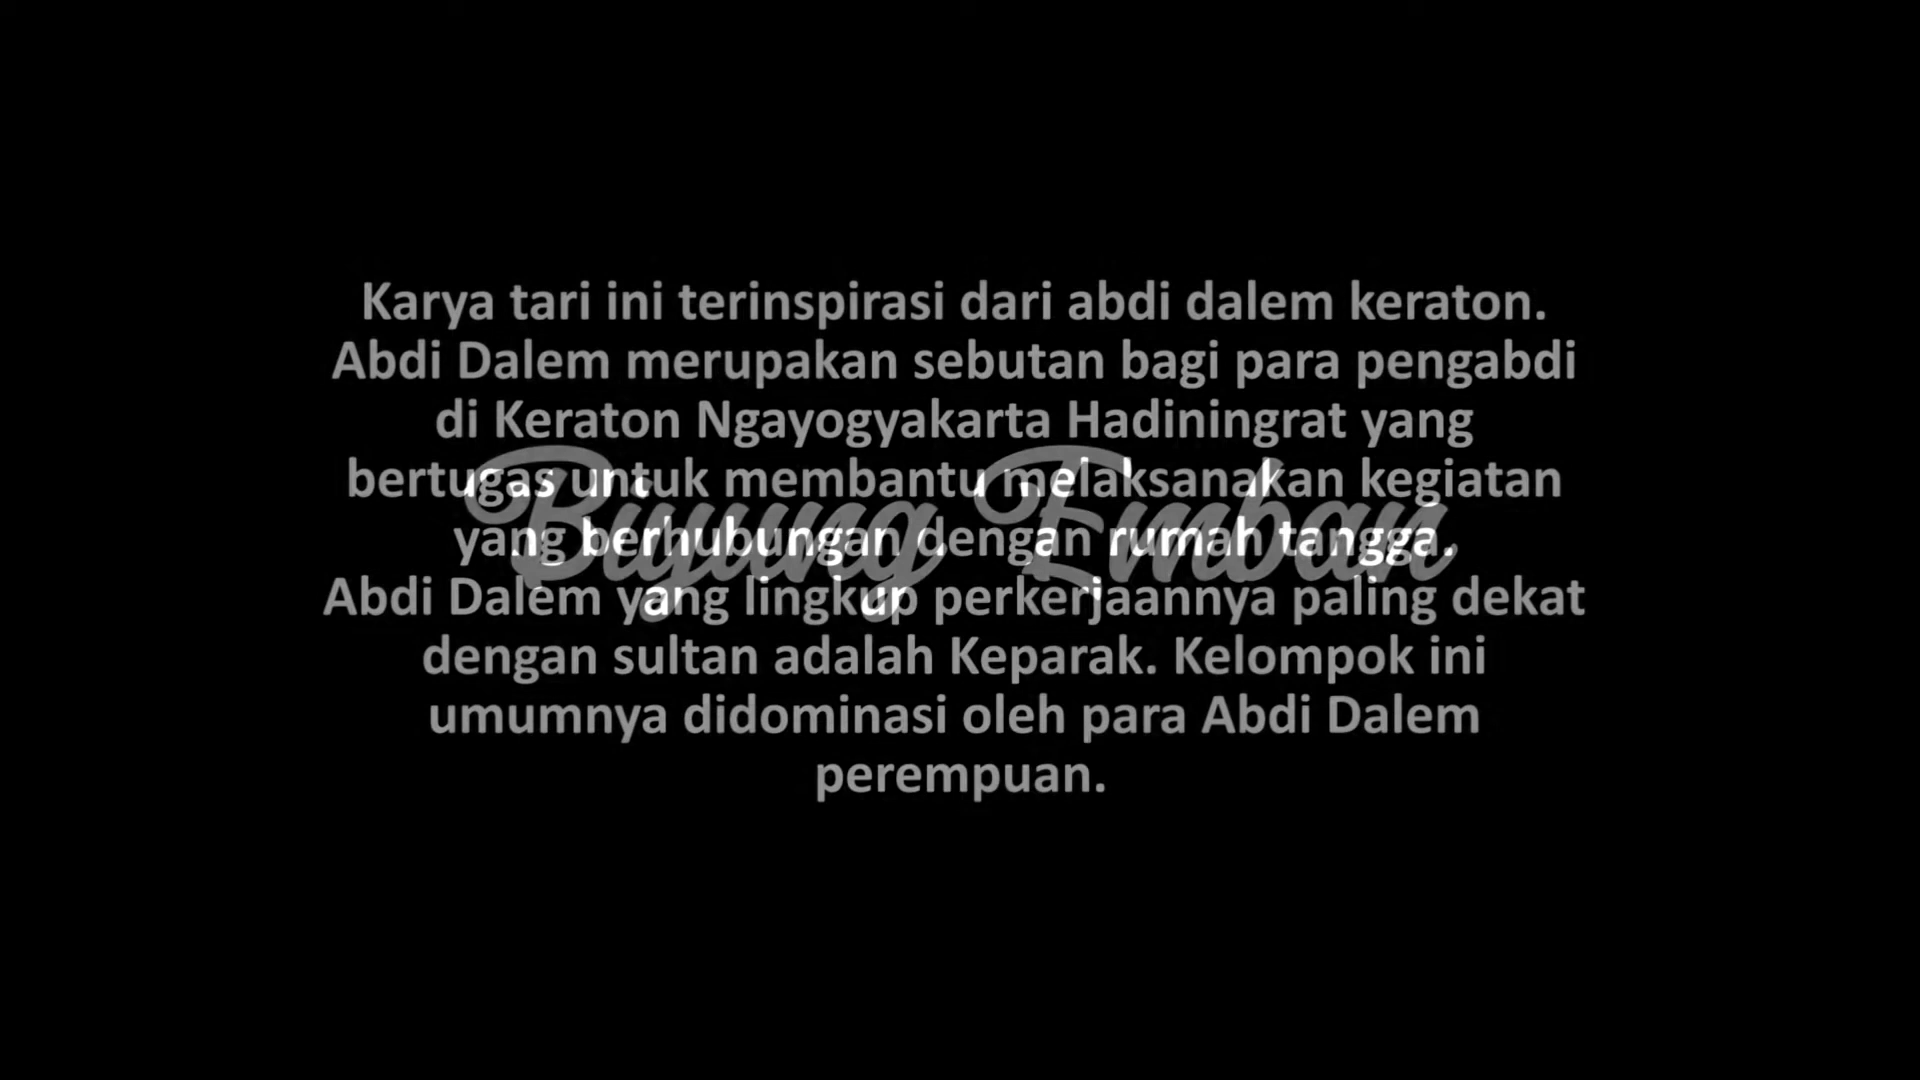 Karya tari ini terinspirasi dari abdi dalem keraton.
Abdi Dalem merupakan sebutan bagi para pengabdi
di Keraton Ngayogyakarta Hadiningrat yang
bertugas untuk membantu melaksanakan kegiatan
yang berhubungan dengan rumah tangga.
Abdi Dalem yang lingkup perkerjaannya paling dekat
dengan sultan adalah Keparak. Kelompok ini
umumnya didominasi oleh para Abdi Dalem
perempuan.
Biyung Emban